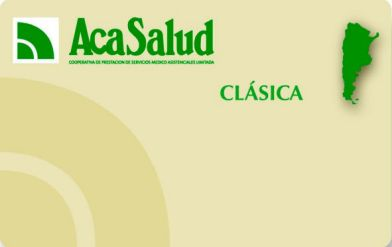 AcaSalud
COOPERATIVA DE PRESTACION DE SERVICIOS MEDICO ASISTENCIALES LIMITADA
CLÁSICA